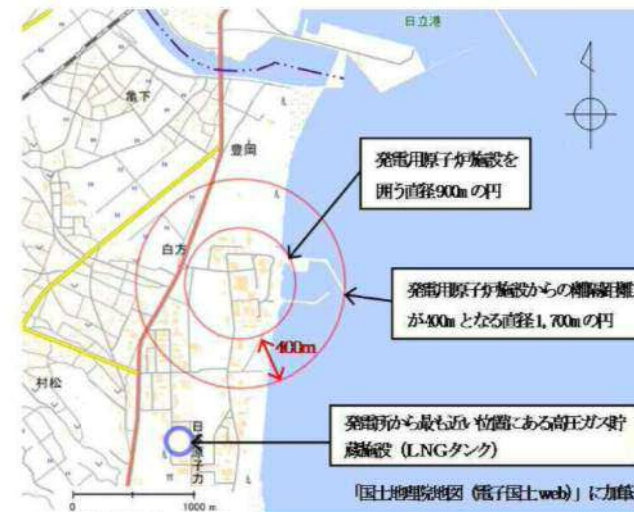 日立港
亀下
豊岡
発電用原子炉施設を
囲う直径900mの円
白方
発電用原子炉施設からの離隔距離
が400mとなる直径1,700mの円
400m
村松
発電所から最も近い位置にある高圧ガス貯
蔵施設（LNGタンク）
原子力
「国土地理院地図（電子国土web）」に加筆
0
1000 m